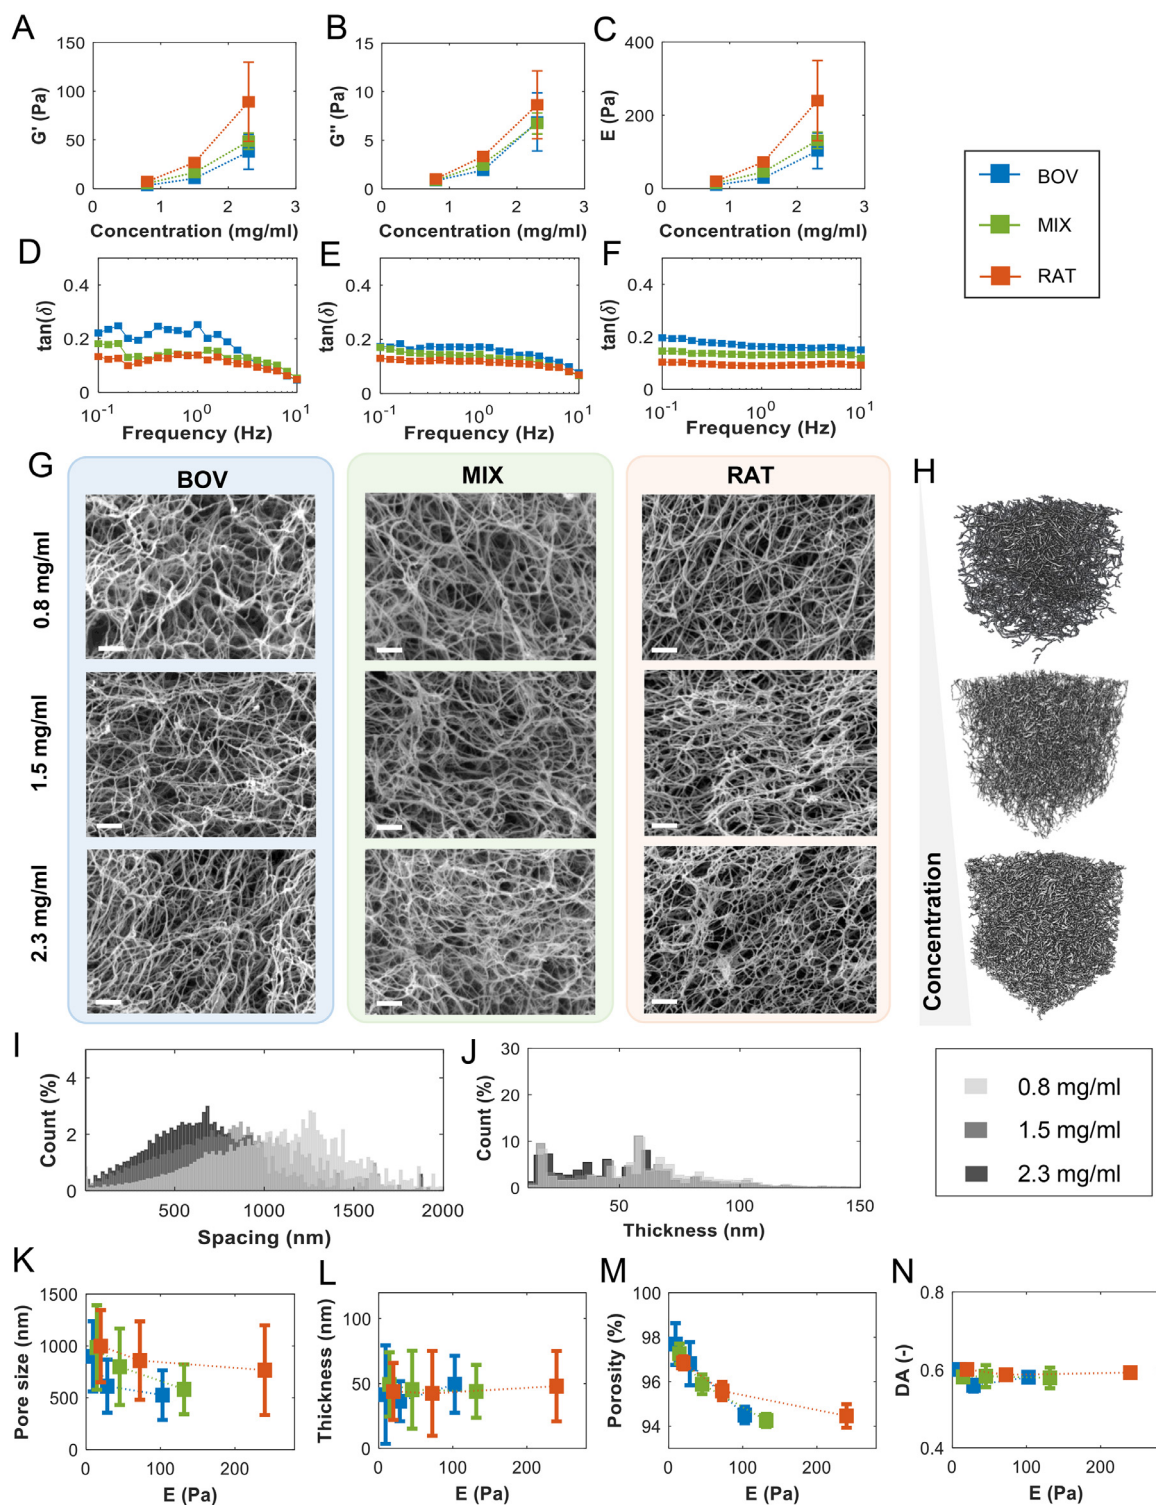 A
B
C
150
100
50
0
G' (Pa)
0 1 2 3
Concentration (mg/ml)
15
10
5
0
G" (Pa)
0 1 2 3
Concentration (mg/ml)
400
200
0
E (Pa)
0 1 2 3
Concentration (mg/ml)
BOV
MIX
RAT
D
E
F
0.4
0.2
0
tan(δ)
10⁻¹ 10⁰ 10¹
Frequency (Hz)
0.4
0.2
0
tan(δ)
10⁻¹ 10⁰ 10¹
Frequency (Hz)
0.4
0.2
0
tan(δ)
10⁻¹ 10⁰ 10¹
Frequency (Hz)
G
BOV
MIX
RAT
0.8 mg/ml
1.5 mg/ml
2.3 mg/ml
H
Concentration
I
4
2
0
Count (%)
500 1000 1500 2000
Spacing (nm)
J
30
20
10
0
Count (%)
50 100 150
Thickness (nm)
0.8 mg/ml
1.5 mg/ml
2.3 mg/ml
K
1500
1000
500
0
Pore size (nm)
0 100 200
E (Pa)
L
100
50
0
Thickness (nm)
0 100 200
E (Pa)
M
100
98
96
94
Porosity (%)
0 100 200
E (Pa)
N
0.8
0.6
0.4
DA (-)
0 100 200
E (Pa)